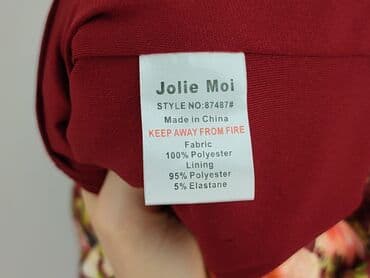 Jolie Moi
STYLE NO:87487#
Made in China
KEEP AWAY FROM FIRE
Fabric
100% Polyester
Lining
95% Polyester
5% Elastane